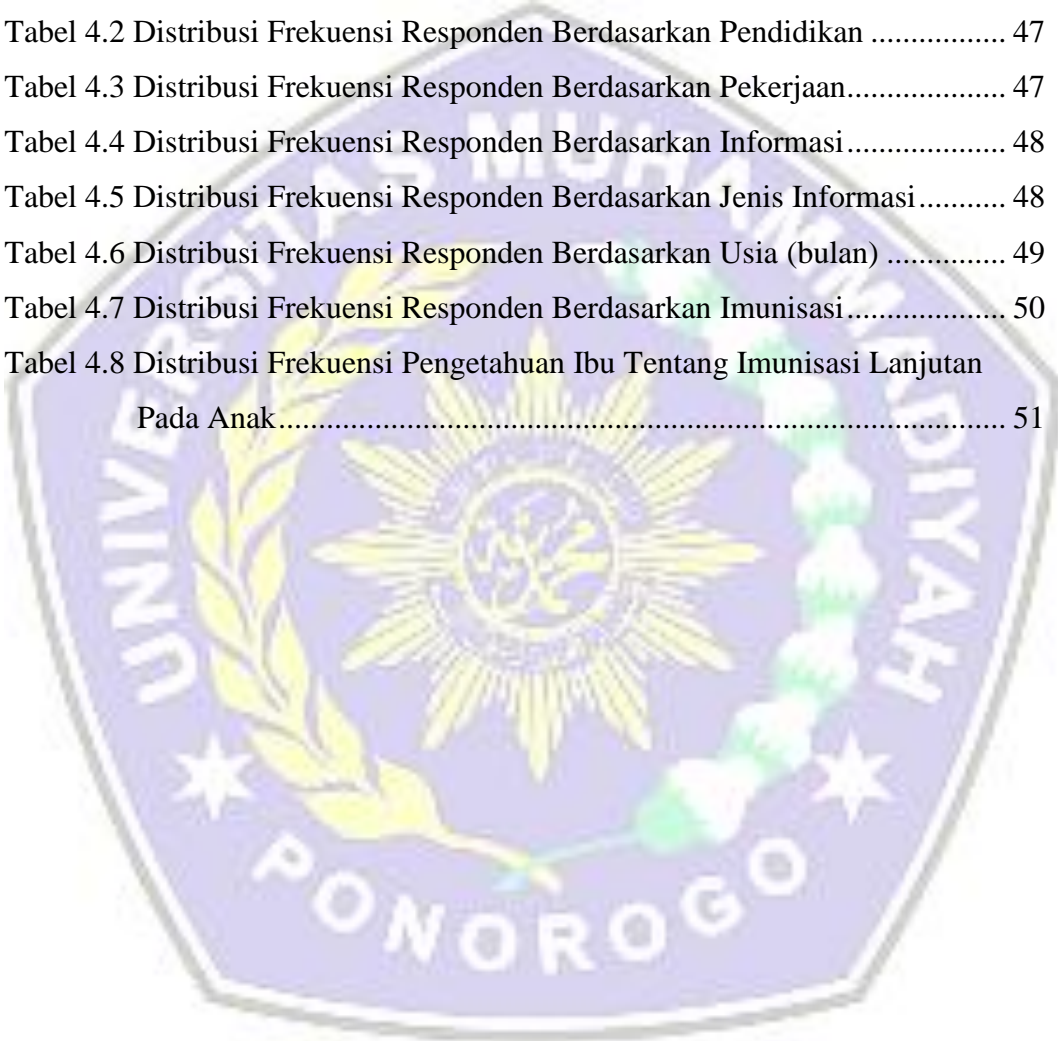 Tabel 4.2 Distribusi Frekuensi Responden Berdasarkan Pendidikan ................. 47
Tabel 4.3 Distribusi Frekuensi Responden Berdasarkan Pekerjaan.................... 47
Tabel 4.4 Distribusi Frekuensi Responden Berdasarkan Informasi.................... 48
Tabel 4.5 Distribusi Frekuensi Responden Berdasarkan Jenis Informasi........... 48
Tabel 4.6 Distribusi Frekuensi Responden Berdasarkan Usia (bulan) ............... 49
Tabel 4.7 Distribusi Frekuensi Responden Berdasarkan Imunisasi.................... 50
Tabel 4.8 Distribusi Frekuensi Pengetahuan Ibu Tentang Imunisasi Lanjutan
Pada Anak............................................................................................ 51
UNIVERSITAS MUHAMMADIYAH
PONOROGO